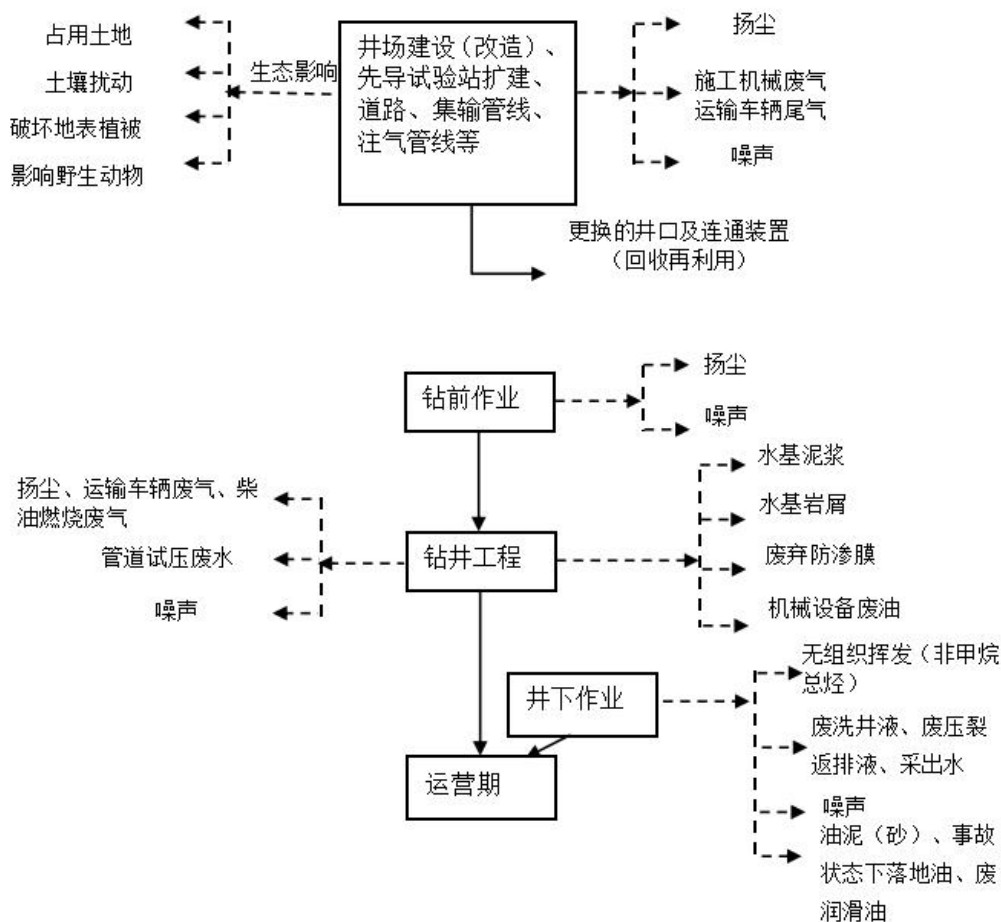 占用土地
土壤扰动
破坏地表植被
影响野生动物
生态影响
井场建设（改造）、
先导试验站扩建、
道路、集输管线、
注气管线等
扬尘
施工机械废气
运输车辆尾气
噪声
更换的井口及连通装置
（回收再利用）
钻前作业
扬尘
噪声
扬尘、运输车辆废气、柴
油燃烧废气
管道试压废水
噪声
钻井工程
水基泥浆
水基岩屑
废弃防渗膜
机械设备废油
井下作业
无组织挥发（非甲烷
总烃）
废洗井液、废压裂
返排液、采出水
噪声
油泥（砂）、事故
状态下落地油、废
润滑油
运营期